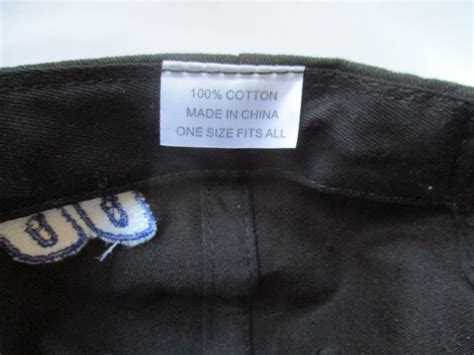 100% COTTON
MADE IN CHINA
ONE SIZE FITS ALL